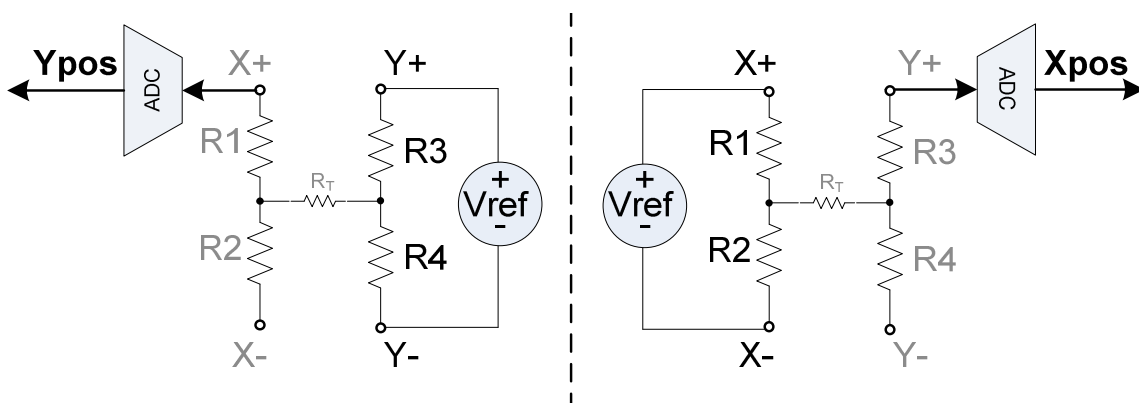 Ypos
ADC
X+
Y+
R1
R3
RT
+
Vref
-
R2
R4
X-
Y-
X+
Y+
ADC
Xpos
R1
R3
RT
+
Vref
-
R2
R4
X-
Y-